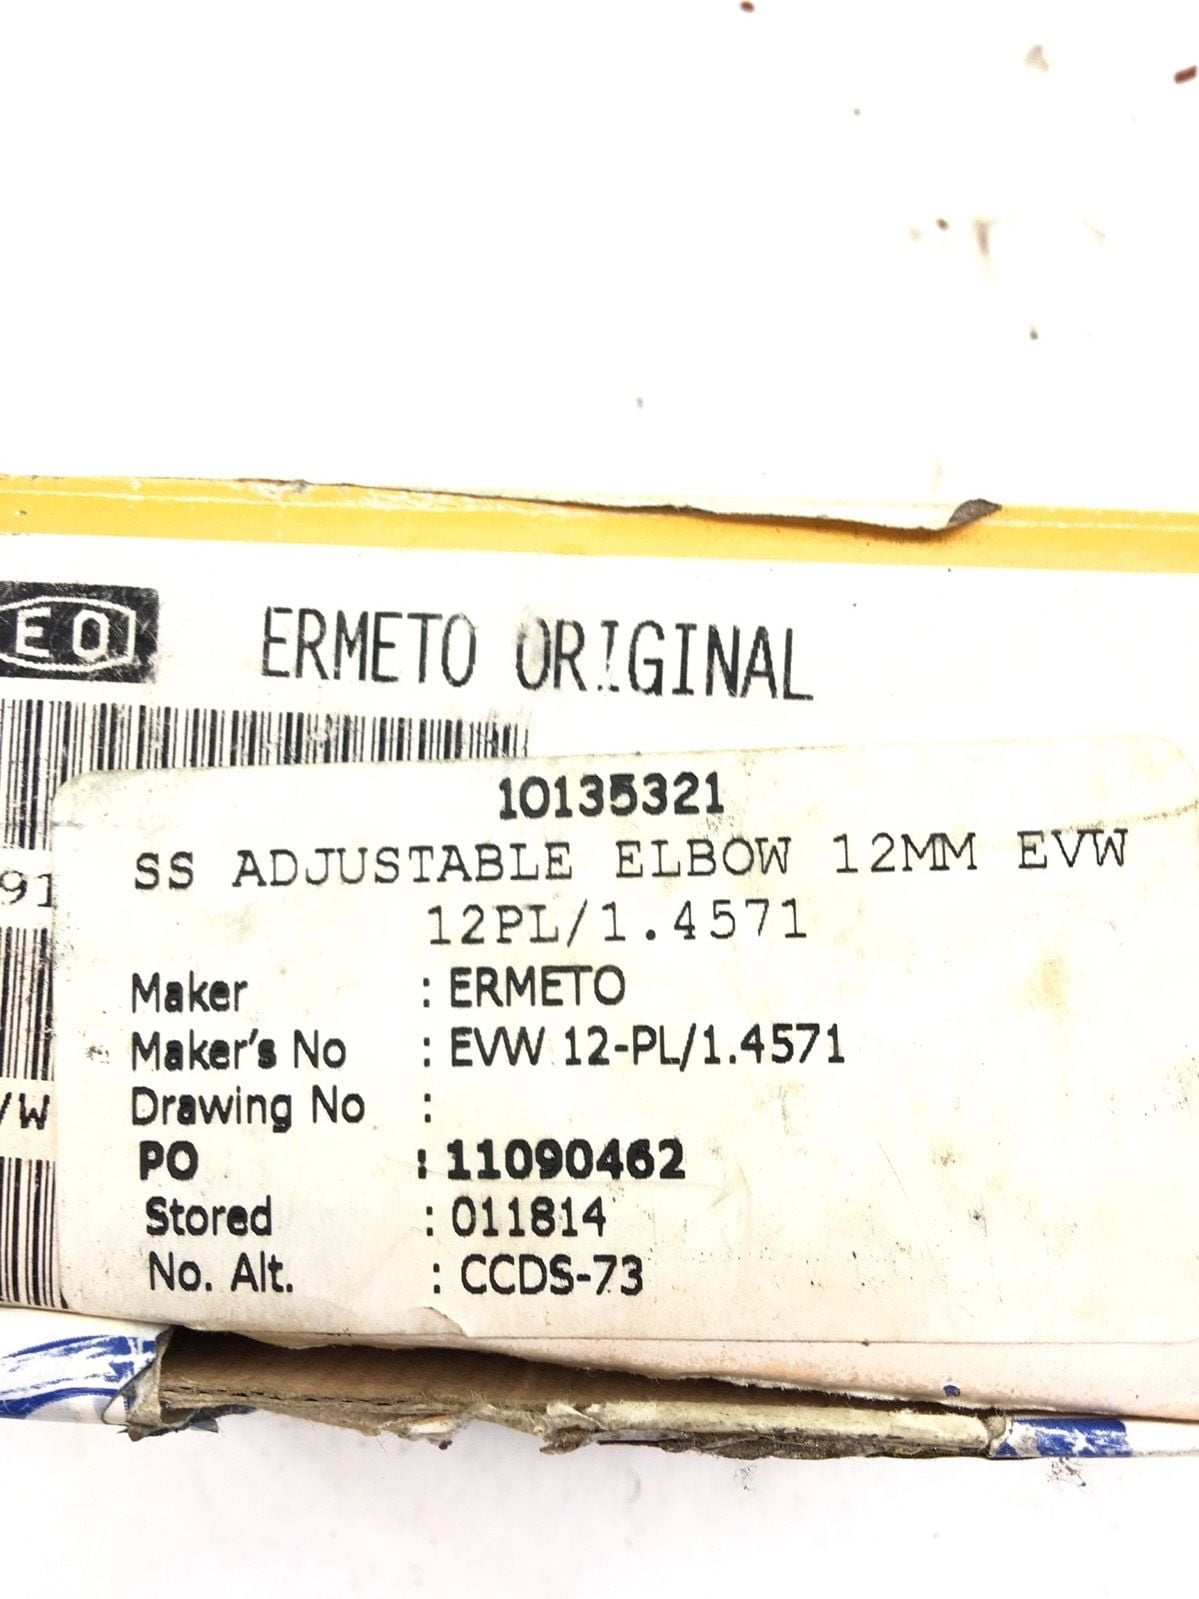 EO
ERMETO ORIGINAL
10135321
SS ADJUSTABLE ELBOW 12MM EVW
12PL/1.4571
91
Maker : ERMETO
Maker's No : EVW 12-PL/1.4571
Drawing No :
/W
PO : 11090462
Stored : 011814
No. Alt. : CCDS-73